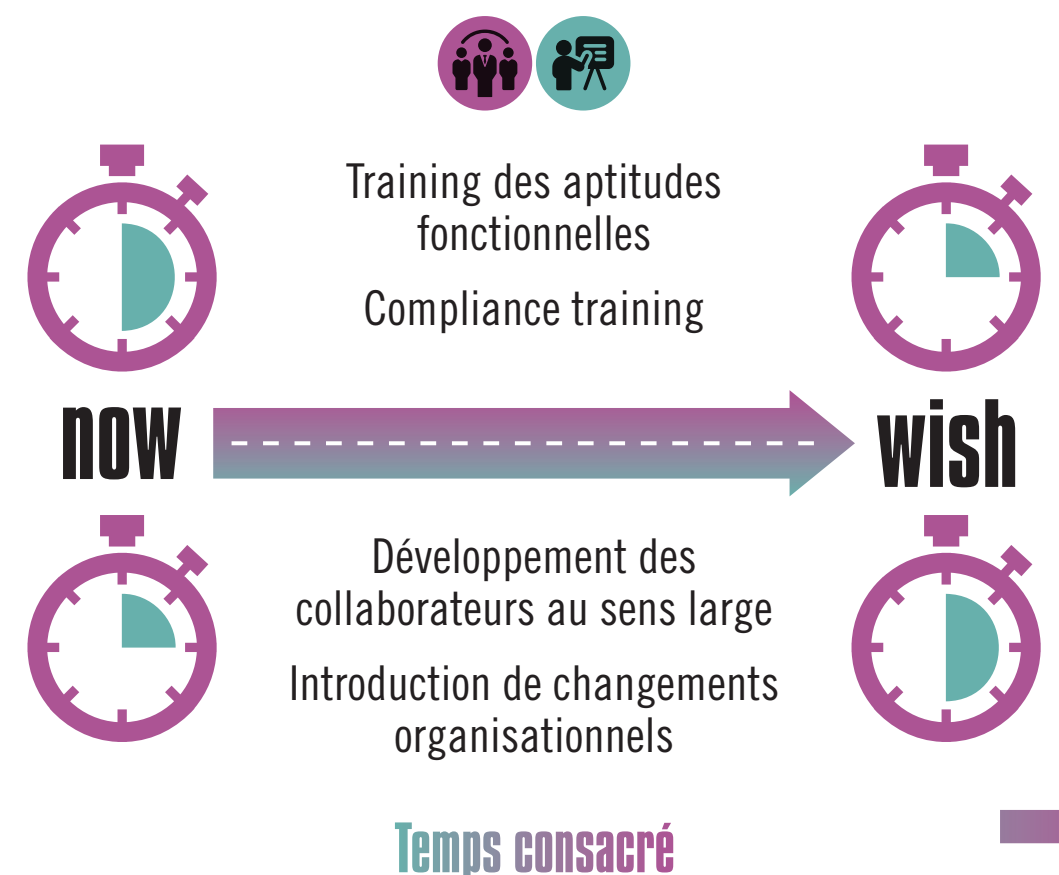 Training des aptitudes
fonctionnelles
Compliance training
now
wish
Développement des
collaborateurs au sens large
Introduction de changements
organisationnels
Temps consacré